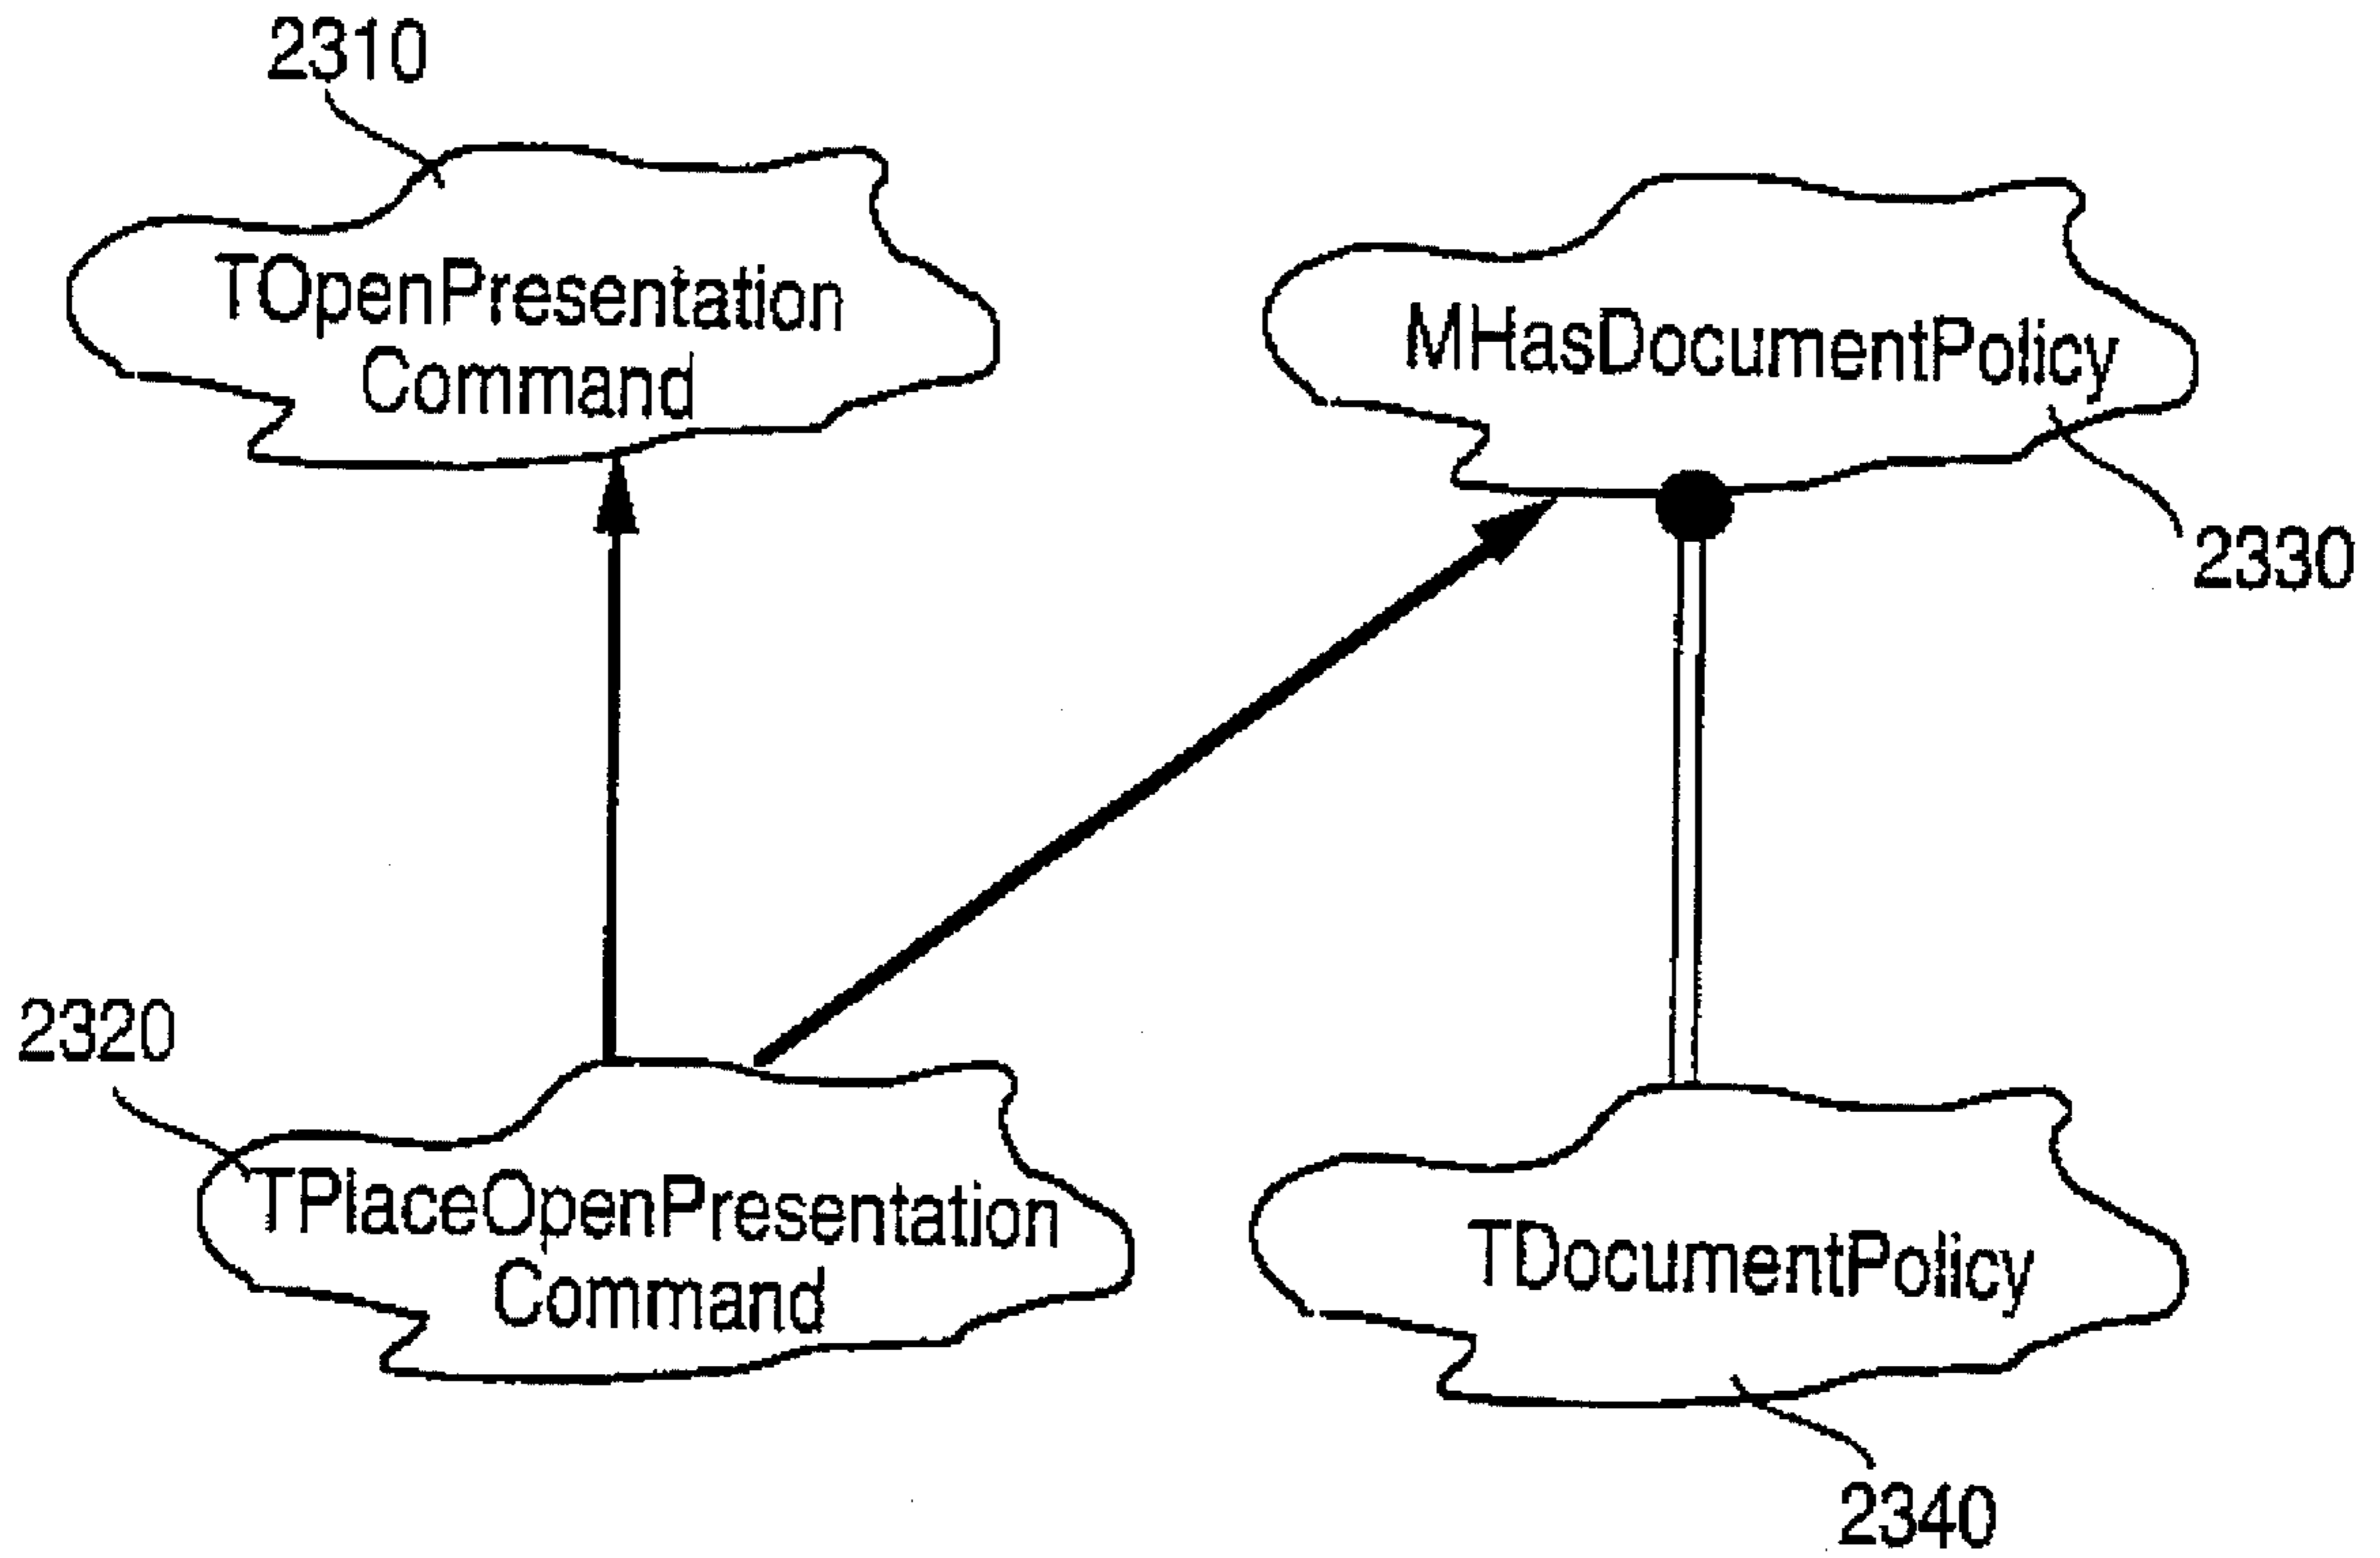 2310
TOpenPresentation
Command
MHasDocumentPolicy
2330
2320
TPlaceOpenPresentation
Command
TDocumentPolicy
2340